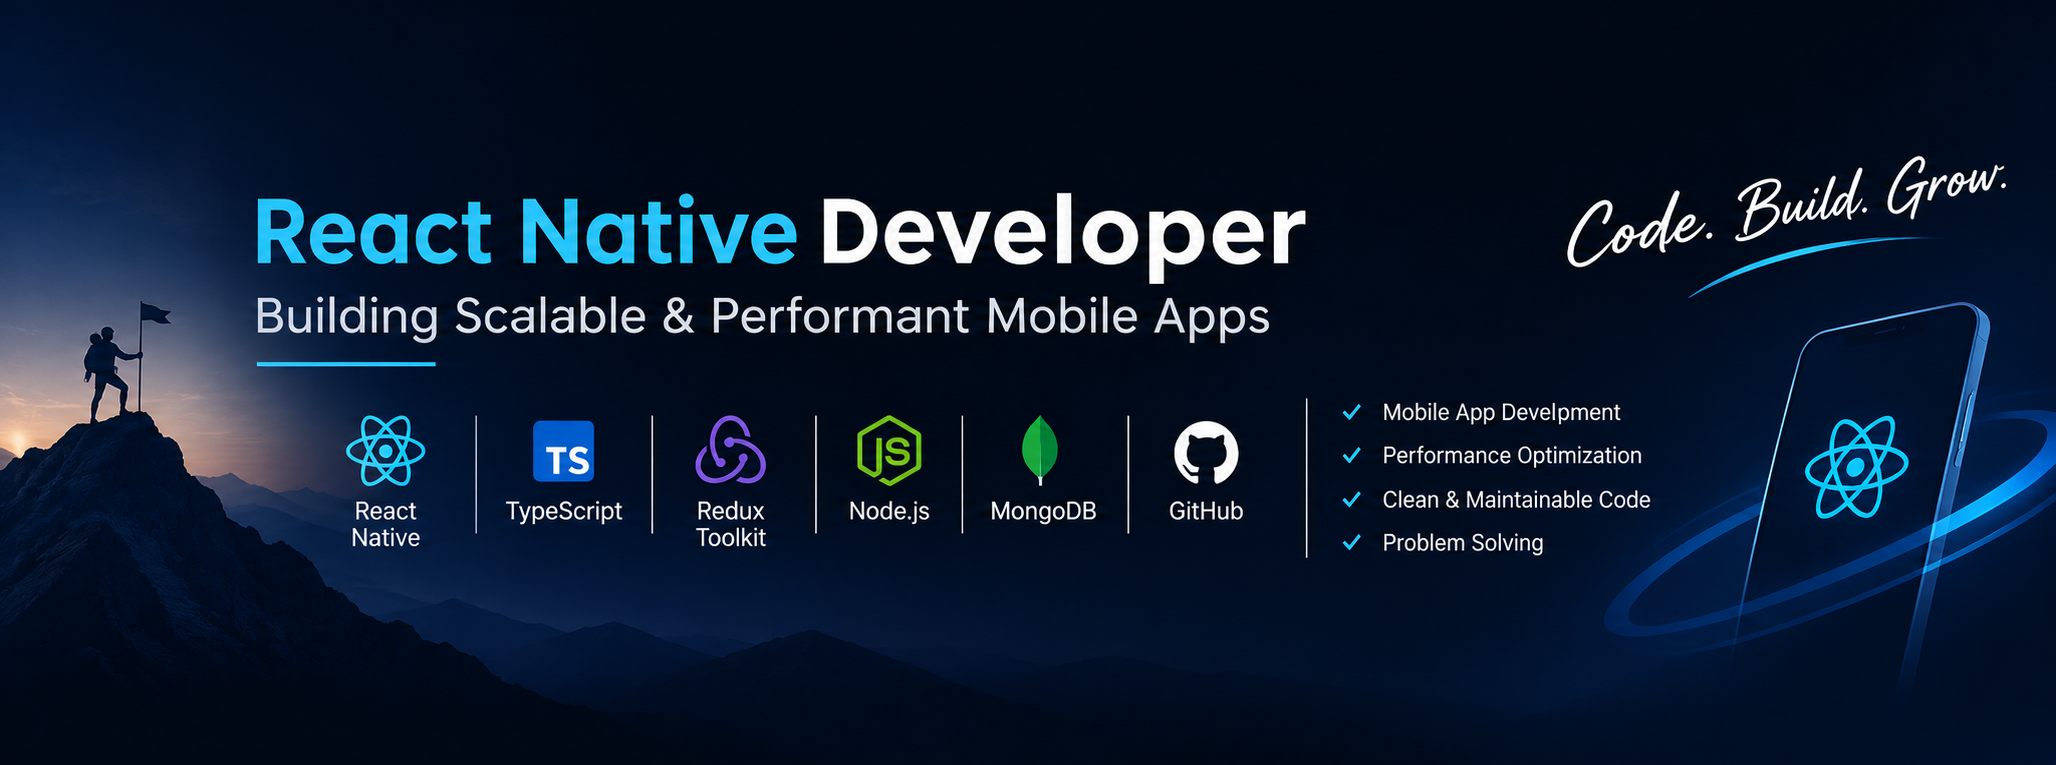 React Native Developer
Building Scalable & Performant Mobile Apps
Code. Build. Grow.
React
Native
TS
TypeScript
Redux
Toolkit
JS
Node.js
MongoDB
GitHub
Mobile App Develpment
Performance Optimization
Clean & Maintainable Code
Problem Solving